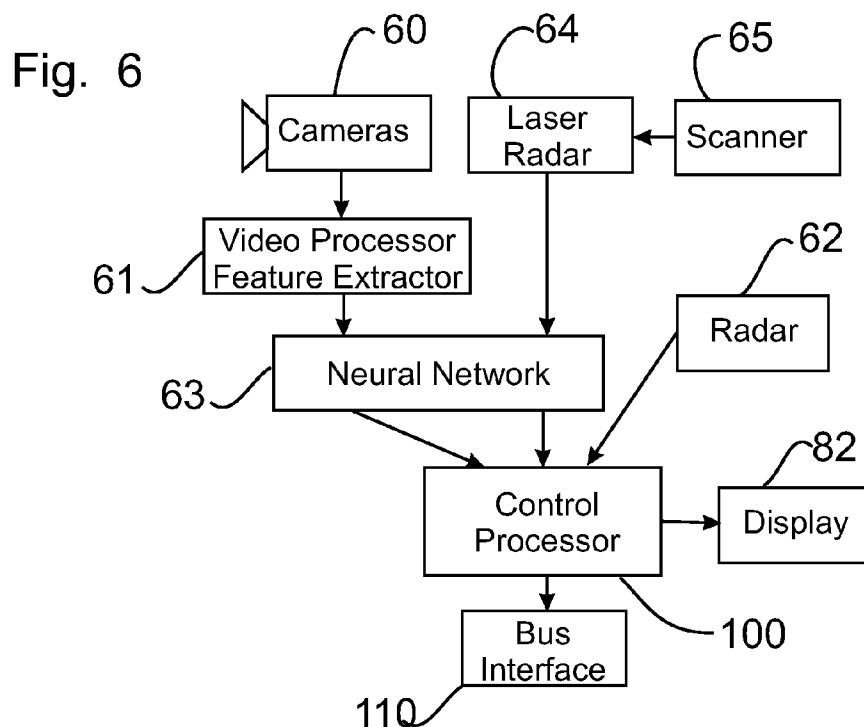 Fig. 6
60
64
65
Cameras
Laser
Radar
Scanner
61
Video Processor
Feature Extractor
62
Radar
63
Neural Network
82
Control
Processor
Display
100
Bus
Interface
110